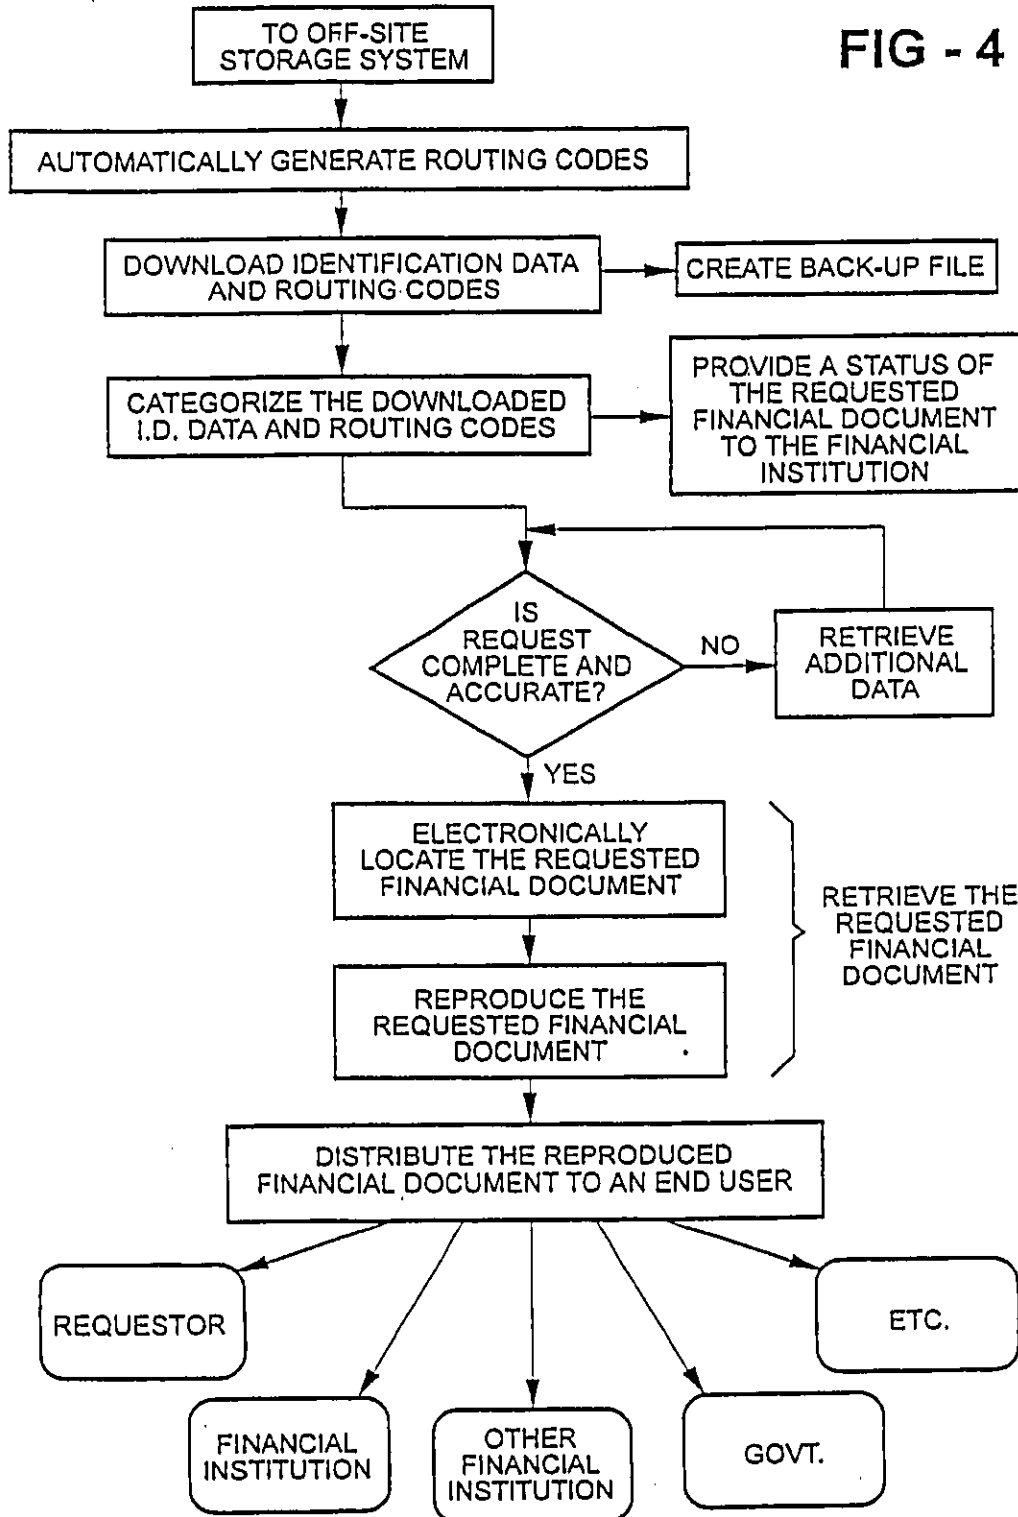 TO OFF-SITE
STORAGE SYSTEM
FIG - 4
AUTOMATICALLY GENERATE ROUTING CODES
DOWNLOAD IDENTIFICATION DATA
AND ROUTING CODES
CREATE BACK-UP FILE
CATEGORIZE THE DOWNLOADED
I.D. DATA AND ROUTING CODES
PROVIDE A STATUS OF
THE REQUESTED
FINANCIAL DOCUMENT
TO THE FINANCIAL
INSTITUTION
IS
REQUEST
COMPLETE AND
ACCURATE?
NO
RETRIEVE
ADDITIONAL
DATA
YES
ELECTRONICALLY
LOCATE THE REQUESTED
FINANCIAL DOCUMENT
REPRODUCE THE
REQUESTED FINANCIAL
DOCUMENT
RETRIEVE THE
REQUESTED
FINANCIAL
DOCUMENT
DISTRIBUTE THE REPRODUCED
FINANCIAL DOCUMENT TO AN END USER
REQUESTOR
FINANCIAL
INSTITUTION
OTHER
FINANCIAL
INSTITUTION
GOVT.
ETC.